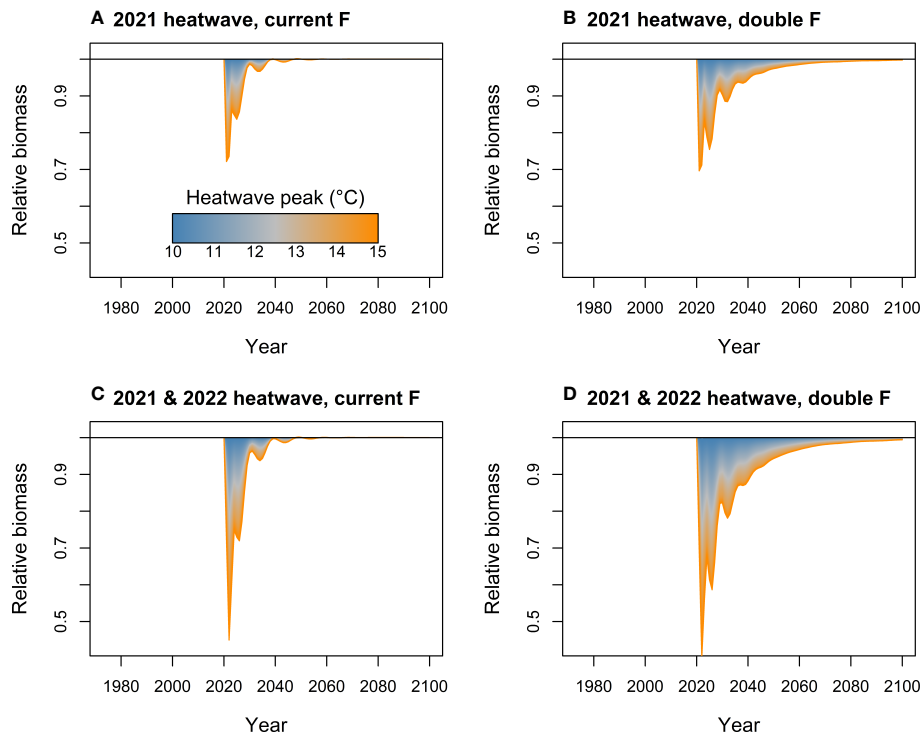 A 2021 heatwave, current F
Relative biomass
0.9
0.7
0.5
Heatwave peak (°C)
10 11 12 13 14 15
1980 2000 2020 2040 2060 2080 2100
Year
B 2021 heatwave, double F
Relative biomass
0.9
0.7
0.5
1980 2000 2020 2040 2060 2080 2100
Year
C 2021 & 2022 heatwave, current F
Relative biomass
0.9
0.7
0.5
1980 2000 2020 2040 2060 2080 2100
Year
D 2021 & 2022 heatwave, double F
Relative biomass
0.9
0.7
0.5
1980 2000 2020 2040 2060 2080 2100
Year